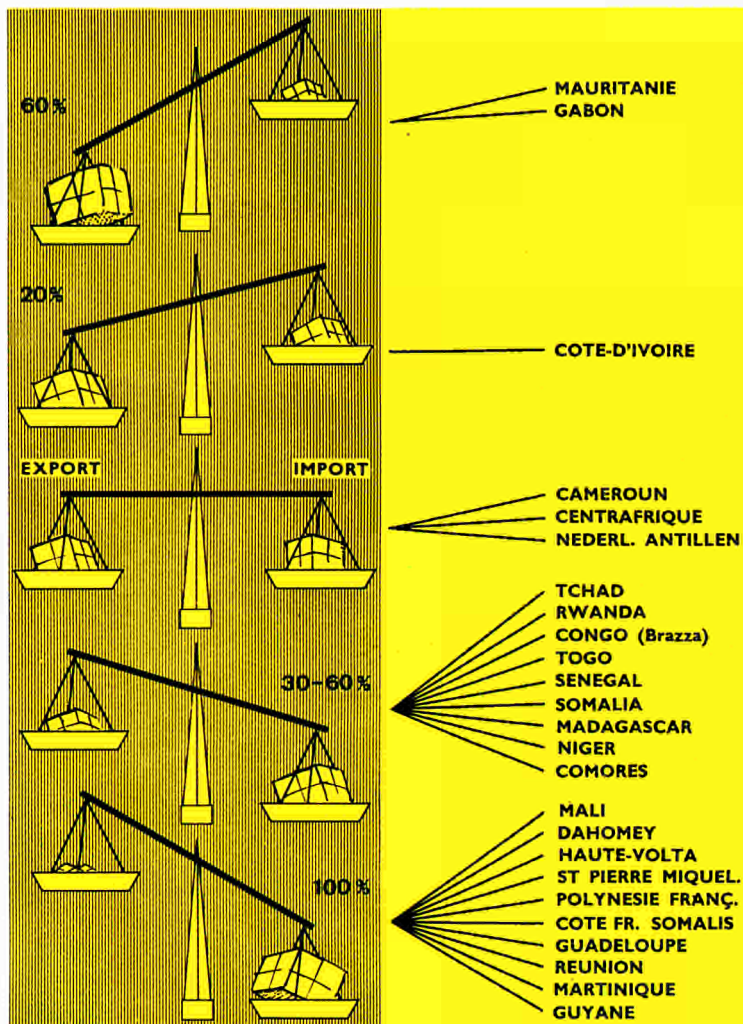 60%
MAURITANIE
GABON
20%
COTE-D'IVOIRE
EXPORT
IMPORT
CAMEROUN
CENTRAFRIQUE
NEDERL. ANTILLEN
30-60%
TCHAD
RWANDA
CONGO (Brazza)
TOGO
SENEGAL
SOMALIA
MADAGASCAR
NIGER
COMORES
100%
MALI
DAHOMEY
HAUTE-VOLTA
ST PIERRE MIQUEL.
POLYNESIE FRANÇ.
COTE FR. SOMALIS
GUADELOUPE
REUNION
MARTINIQUE
GUYANE